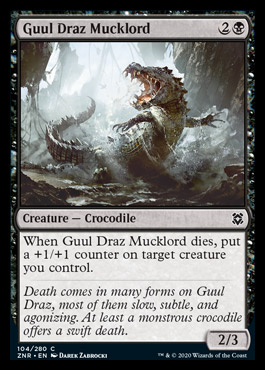 Guul Draz Mucklord 2
Creature — Crocodile
When Guul Draz Mucklord dies, put
a +1/+1 counter on target creature
you control.
Death comes in many forms on Guul
Draz, most of them slow, subtle, and
agonizing. At least a monstrous crocodile
offers a swift death.
2/3
104/280 C
ZNR • EN DAREK ZABROCKI ™ & © 2020 Wizards of the Coast